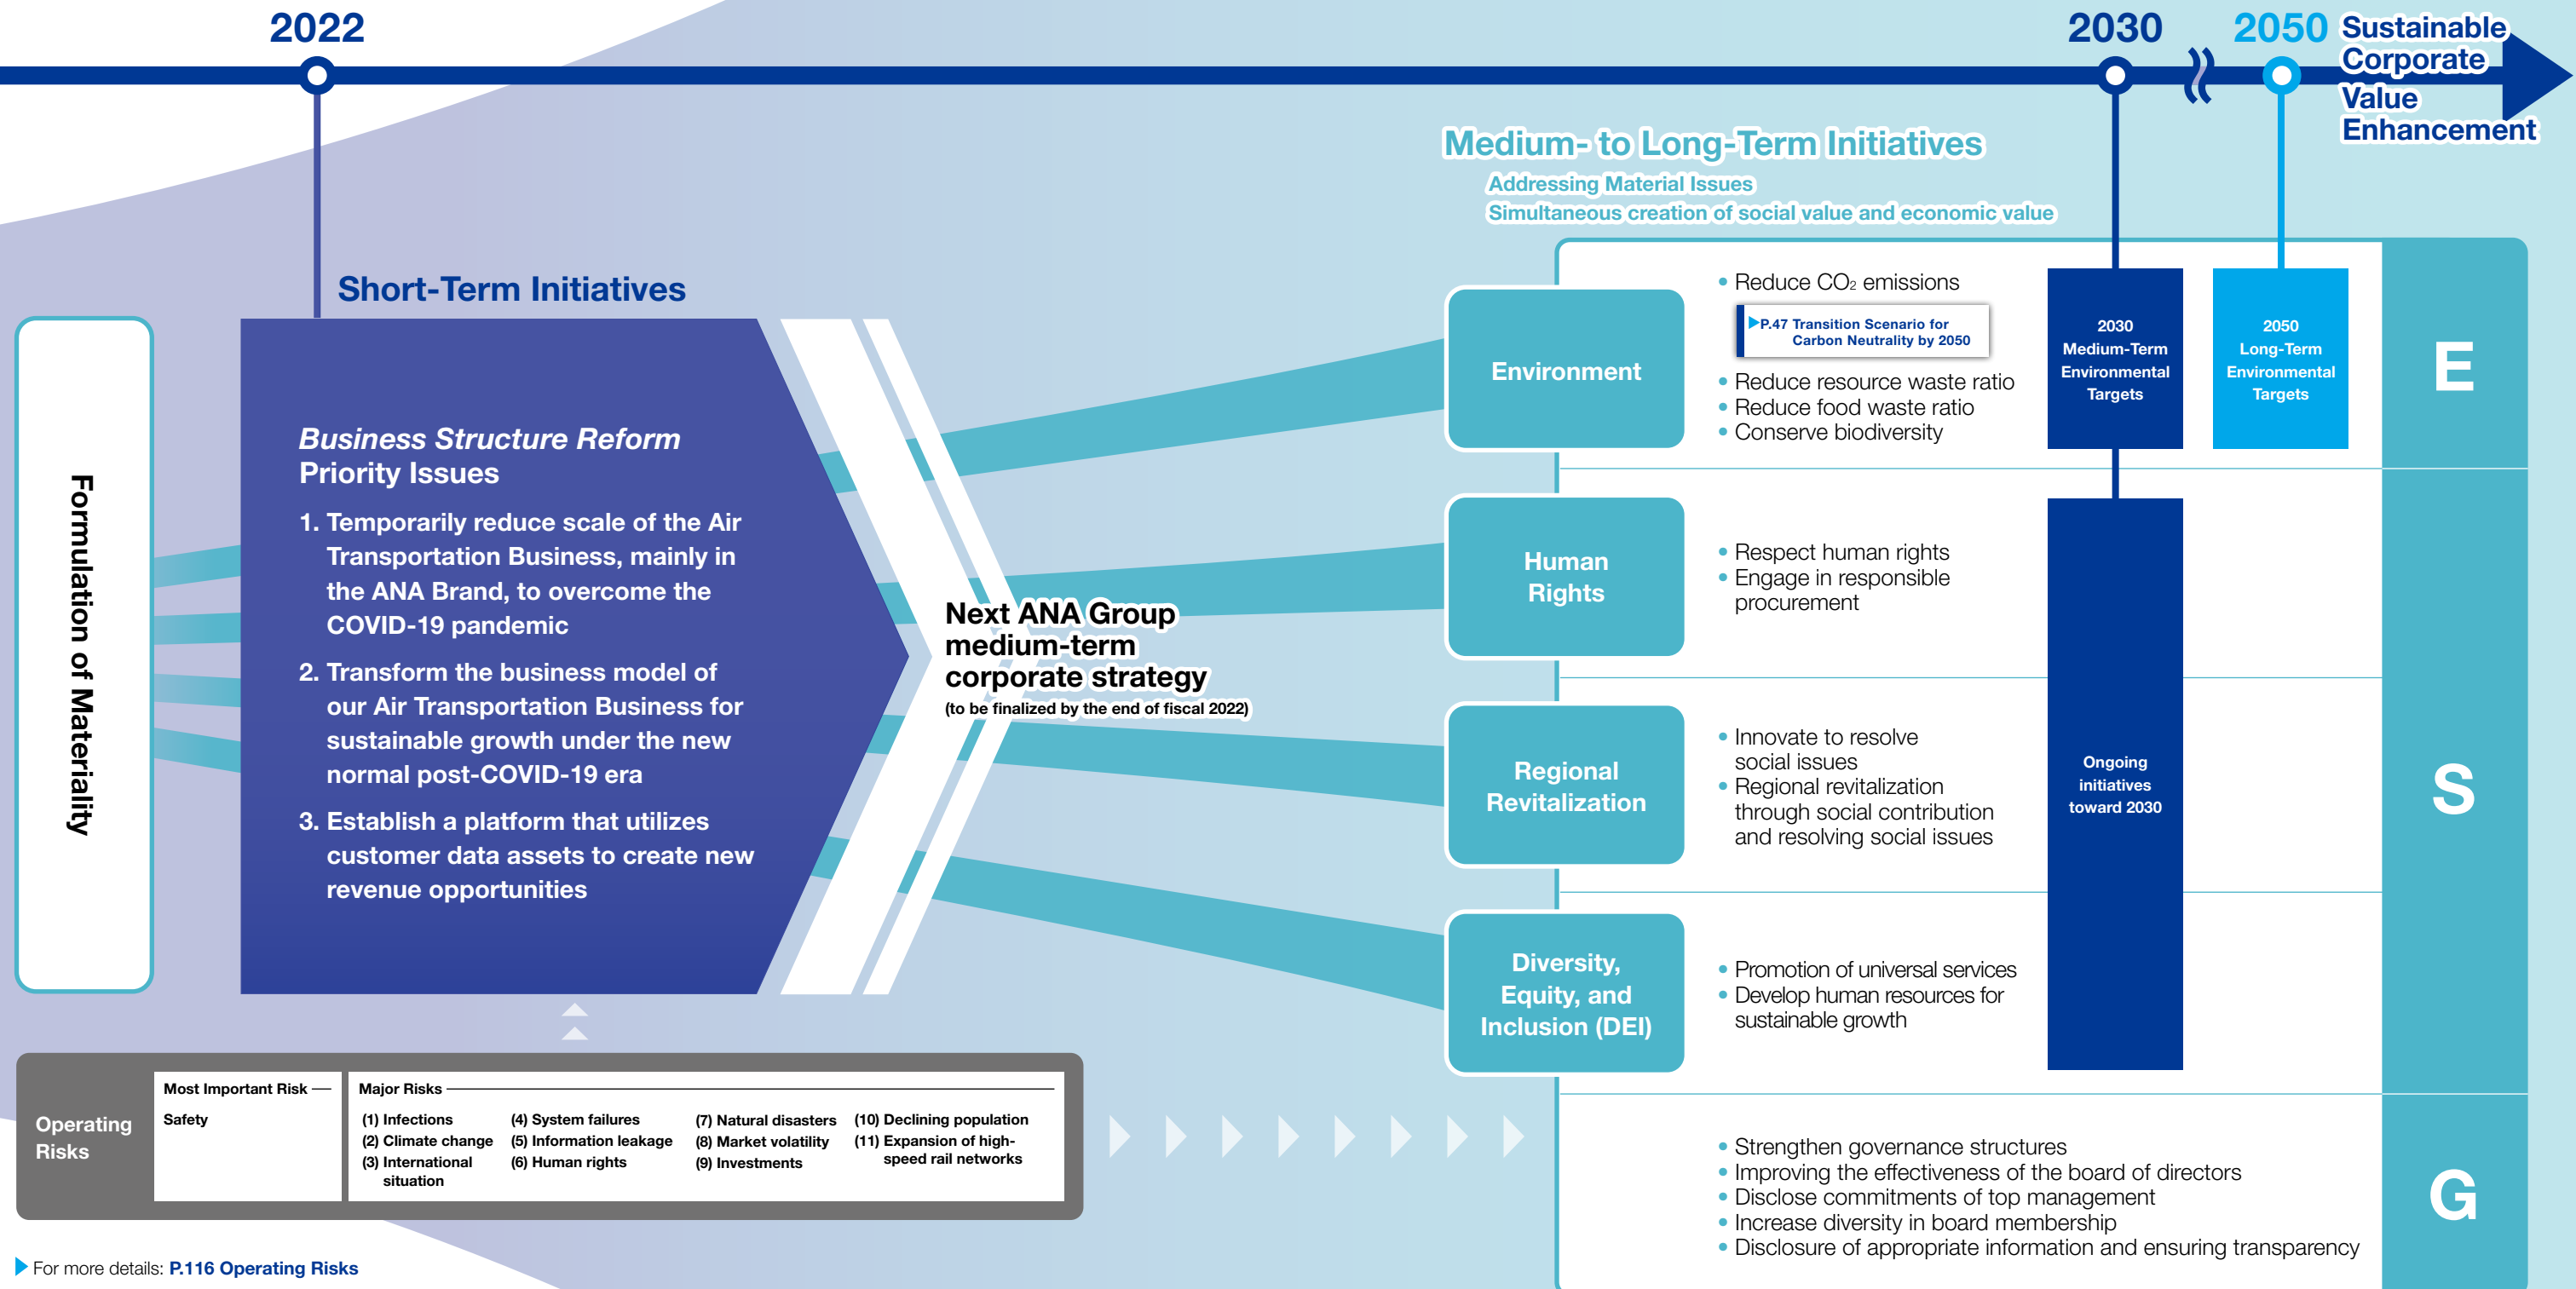 2022
2030
2050
Sustainable
Corporate
Value
Enhancement
Medium- to Long-Term Initiatives
Addressing Material Issues
Simultaneous creation of social value and economic value
Formulation of Materiality
Short-Term Initiatives
Business Structure Reform
Priority Issues
1. Temporarily reduce scale of the Air
Transportation Business, mainly in
the ANA Brand, to overcome the
COVID-19 pandemic
2. Transform the business model of
our Air Transportation Business for
sustainable growth under the new
normal post-COVID-19 era
3. Establish a platform that utilizes
customer data assets to create new
revenue opportunities
Next ANA Group
medium-term
corporate strategy
(to be finalized by the end of fiscal 2022)
Environment
• Reduce CO₂ emissions
P.47 Transition Scenario for
Carbon Neutrality by 2050
• Reduce resource waste ratio
• Reduce food waste ratio
• Conserve biodiversity
2030
Medium-Term
Environmental
Targets
2050
Long-Term
Environmental
Targets
E
Human
Rights
• Respect human rights
• Engage in responsible
procurement
Regional
Revitalization
• Innovate to resolve
social issues
• Regional revitalization
through social contribution
and resolving social issues
Ongoing
initiatives
toward 2030
S
Diversity,
Equity, and
Inclusion (DEI)
• Promotion of universal services
• Develop human resources for
sustainable growth
• Strengthen governance structures
• Improving the effectiveness of the board of directors
• Disclose commitments of top management
• Increase diversity in board membership
• Disclosure of appropriate information and ensuring transparency
G
Operating
Risks
Most Important Risk
Safety
Major Risks
(1) Infections
(2) Climate change
(3) International
situation
(4) System failures
(5) Information leakage
(6) Human rights
(7) Natural disasters
(8) Market volatility
(9) Investments
(10) Declining population
(11) Expansion of high-
speed rail networks
For more details: P.116 Operating Risks